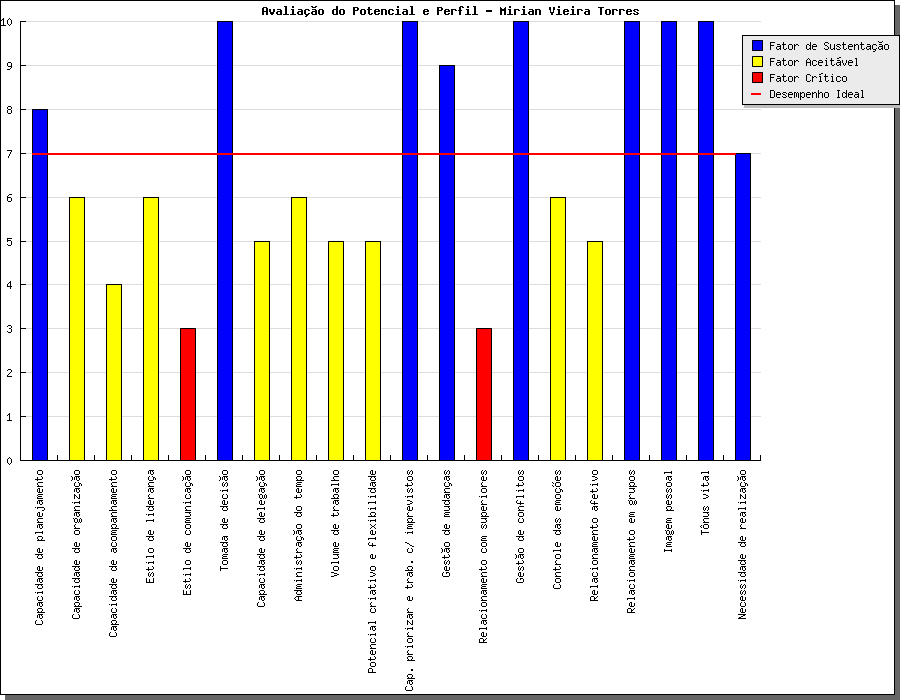 Avaliação do Potencial e Perfil - Mirian Vieira Torres
Fator de Sustentação
Fator Aceitável
Fator Crítico
Desempenho Ideal
10
9
8
7
6
5
4
3
2
1
0
Capacidade de planejamento
Capacidade de organização
Capacidade de acompanhamento
Estilo de liderança
Estilo de comunicação
Tomada de decisão
Capacidade de delegação
Administração do tempo
Volume de trabalho
Potencial criativo e flexibilidade
Cap. priorizar e trab. c/ imprevistos
Gestão de mudanças
Relacionamento com superiores
Gestão de conflitos
Controle das emoções
Relacionamento afetivo
Relacionamento em grupos
Imagem pessoal
Tônus vital
Necessidade de realização